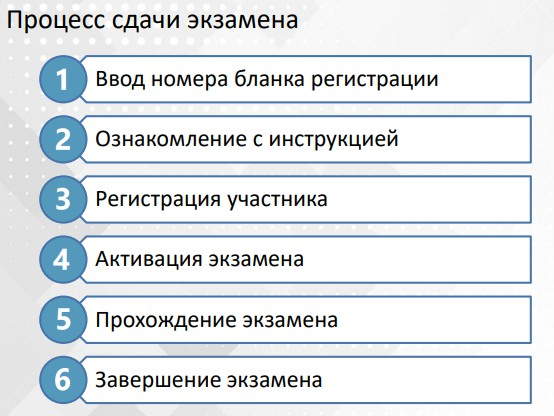 Процесс сдачи экзамена
1 Ввод номера бланка регистрации
2 Ознакомление с инструкцией
3 Регистрация участника
4 Активация экзамена
5 Прохождение экзамена
6 Завершение экзамена